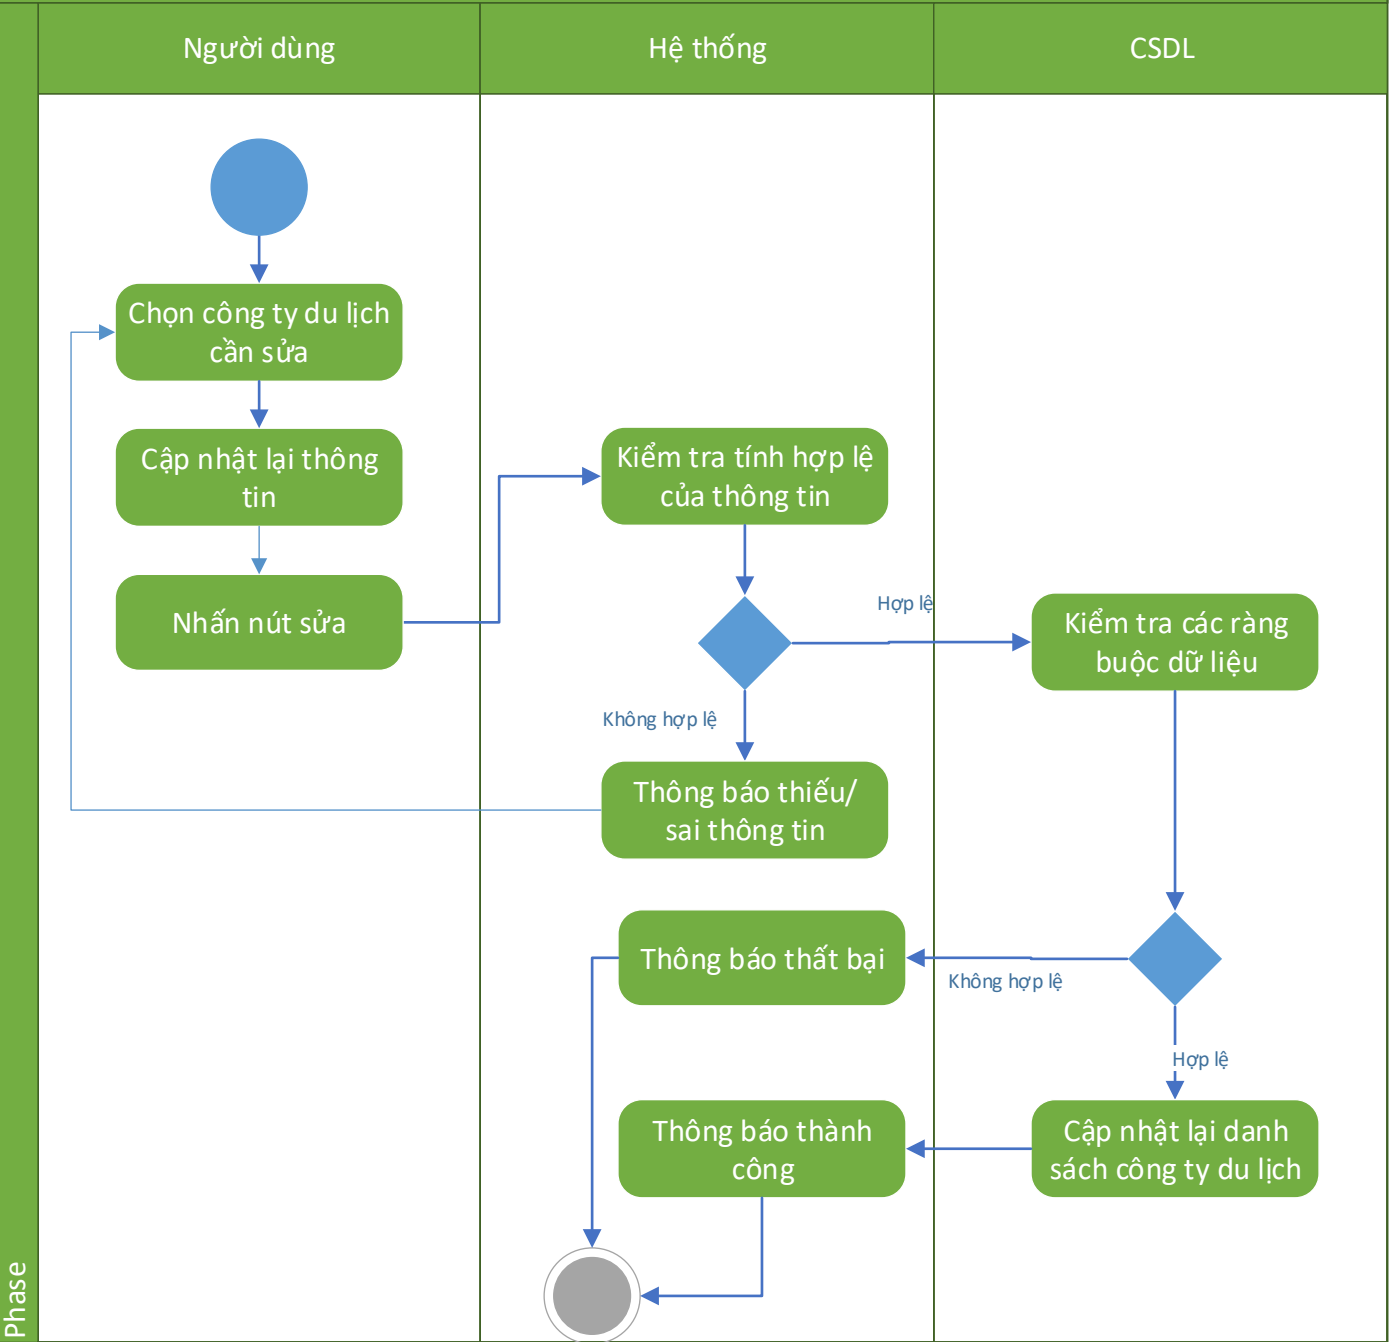 Người dùng
Hệ thống
CSDL
Chọn công ty du lịch
cần sửa
Cập nhật lại thông
tin
Kiểm tra tính hợp lệ
của thông tin
Nhấn nút sửa
Hợp lệ
Kiểm tra các ràng
buộc dữ liệu
Không hợp lệ
Thông báo thiếu/
sai thông tin
Thông báo thất bại
Không hợp lệ
Hợp lệ
Thông báo thành
công
Cập nhật lại danh
sách công ty du lịch
Phase